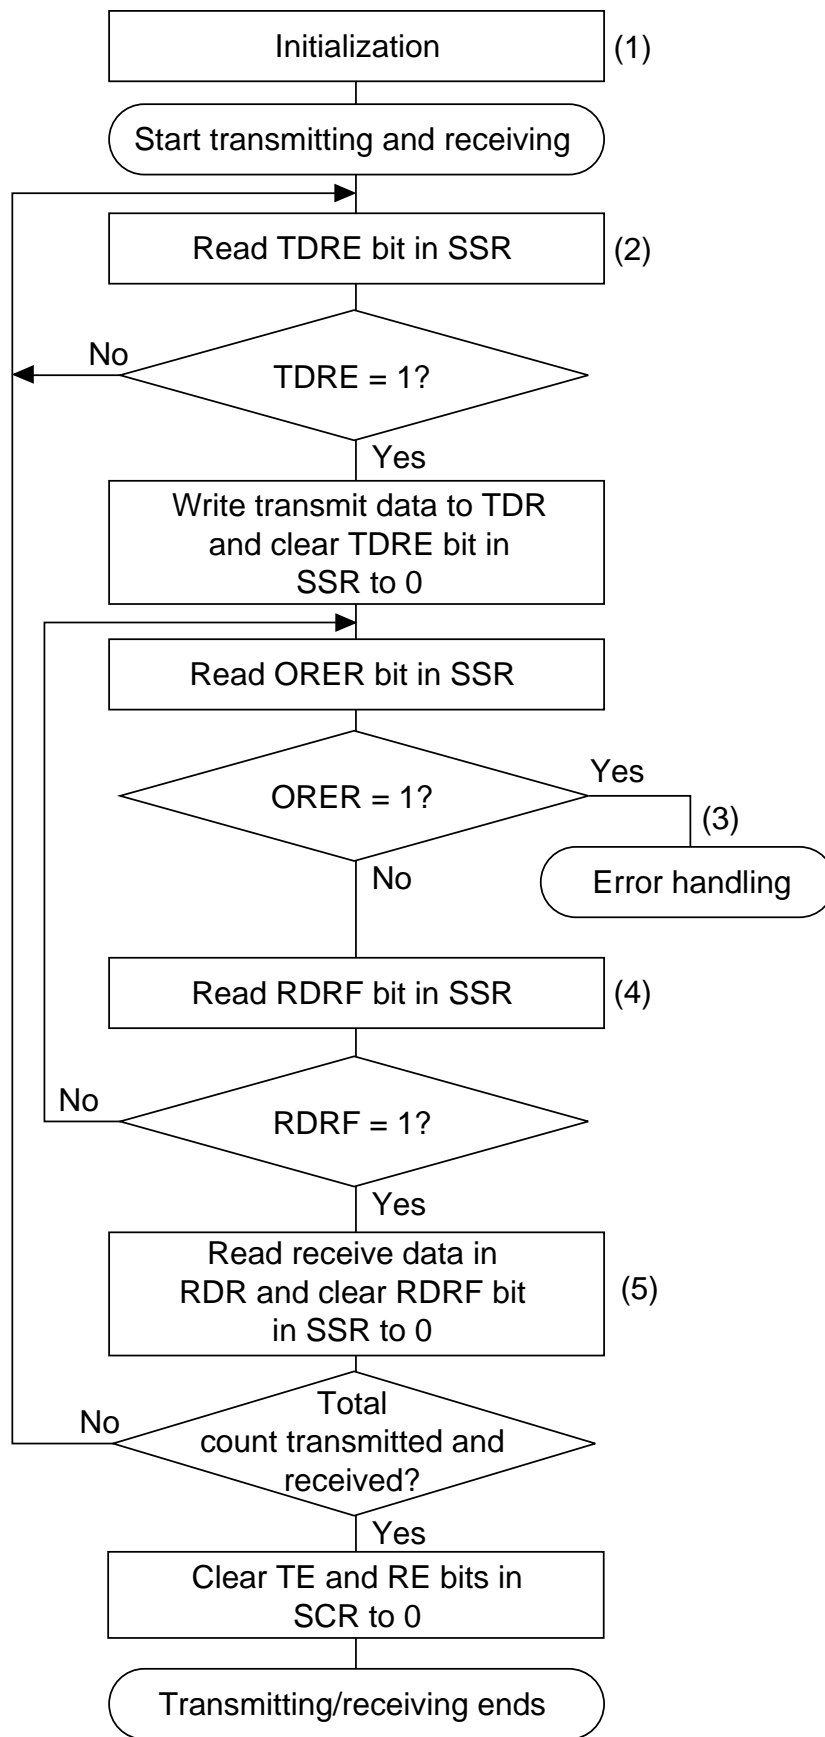 Initialization
(1)
Start transmitting and receiving
Read TDRE bit in SSR
(2)
No
TDRE = 1?
Yes
Write transmit data to TDR
and clear TDRE bit in
SSR to 0
Read ORER bit in SSR
Yes
ORER = 1?
(3)
No
Error handling
Read RDRF bit in SSR
(4)
No
RDRF = 1?
Yes
Read receive data in
RDR and clear RDRF bit
in SSR to 0
(5)
No
Total
count transmitted and
received?
Yes
Clear TE and RE bits in
SCR to 0
Transmitting/receiving ends